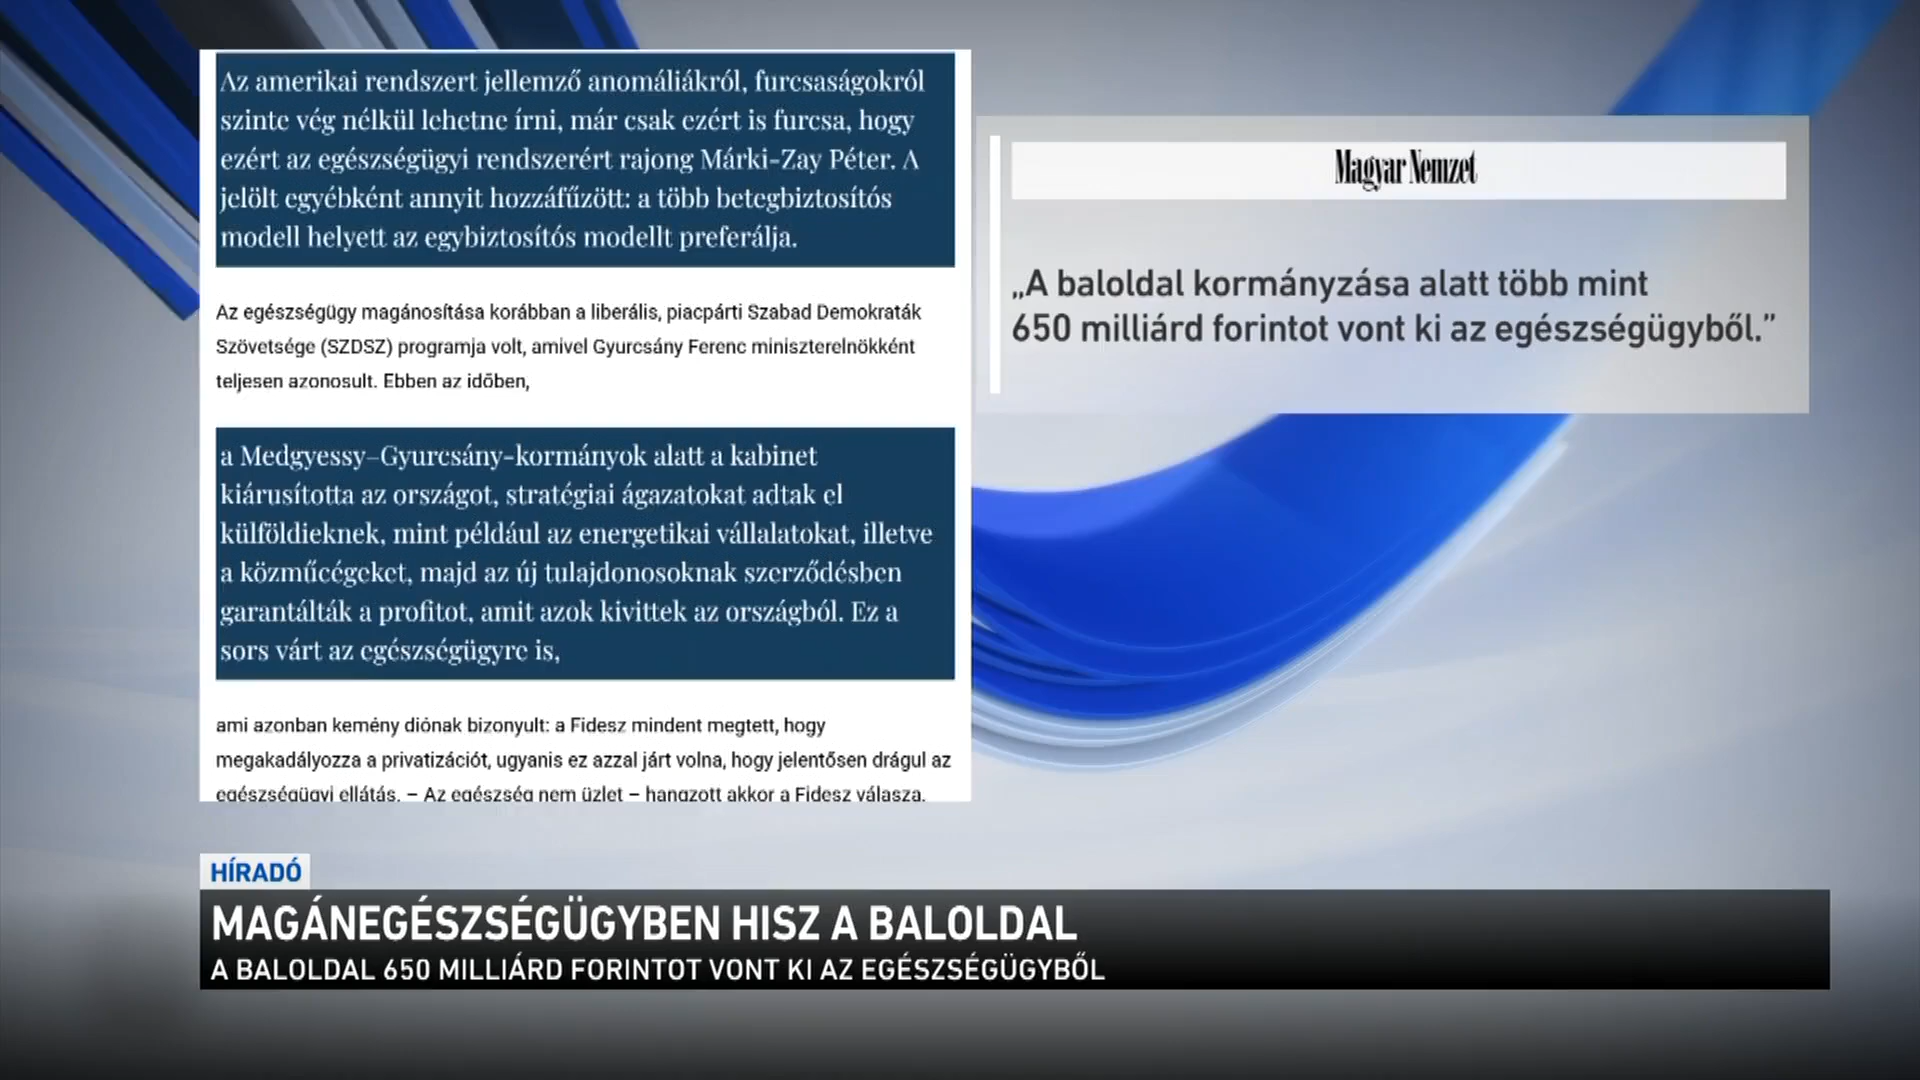 Az amerikai rendszert jellemző anomáliákról, furcsaságokról
szinte vég nélkül lehetne írni, már csak ezért is furcsa, hogy
ezért az egészségügyi rendszerért rajong Márki-Zay Péter. A
jelölt egyébként annyit hozzáfűzött: a több betegbiztosítós
modell helyett az egybiztosítós modellt preferálja.
Az egészségügy magánosítása korábban a liberális, piacpárti Szabad Demokraták
Szövetsége (SZDSZ) programja volt, amivel Gyurcsány Ferenc miniszterelnökként
teljesen azonosult. Ebben az időben,
a Medgyessy–Gyurcsány-kormányok alatt a kabinet
kiárusította az országot, stratégiai ágazatokat adtak el
külföldieknek, mint például az energetikai vállalatokat, illetve
a közműcégeket, majd az új tulajdonosoknak szerződésben
garantálták a profitot, amit azok kivittek az országból. Ez a
sors várt az egészségügyre is,
ami azonban kemény diónak bizonyult: a Fidesz mindent megtett, hogy
megakadályozza a privatizációt, ugyanis ez azzal járt volna, hogy jelentősen drágul az
egészségügyi ellátás. – Az egészség nem üzlet – hangzott akkor a Fidesz válasza.
Magyar Nemzet
„A baloldal kormányzása alatt több mint
650 milliárd forintot vont ki az egészségügyből.”
HÍRADÓ
MAGÁNEGÉSZSÉGÜGYBEN HISZ A BALOLDAL
A BALOLDAL 650 MILLIÁRD FORINTOT VONT KI AZ EGÉSZSÉGÜGYBŐL